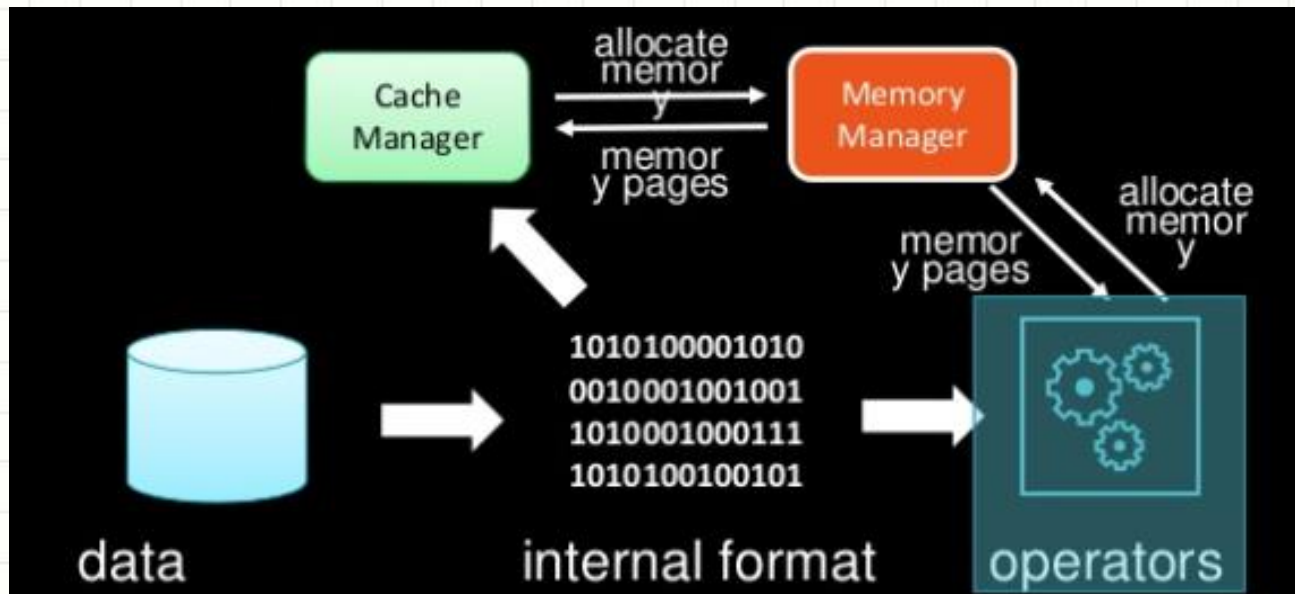 allocate
memor
y
Cache
Manager
Memory
Manager
memor
y pages
allocate
memor
y
memor
y pages
1010100001010
0010001001001
1010001000111
1010100100101
data
internal format
operators